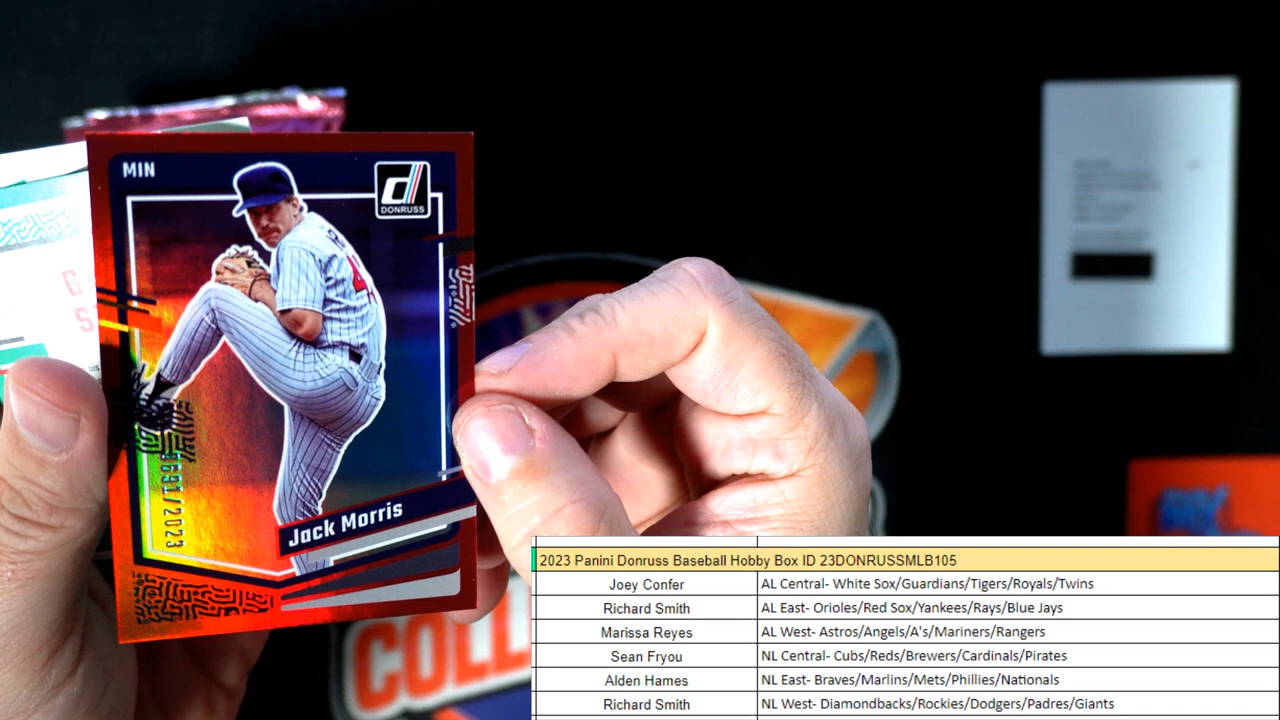 MIN
DONRUSS
Jack Morris
/2023
G
S
COLL
2023 Panini Donruss Baseball Hobby Box ID 23DONRUSSMLB105
Joey Confer AL Central- White Sox/Guardians/Tigers/Royals/Twins
Richard Smith AL East- Orioles/Red Sox/Yankees/Rays/Blue Jays
Marissa Reyes AL West- Astros/Angels/A's/Mariners/Rangers
Sean Fryou NL Central- Cubs/Reds/Brewers/Cardinals/Pirates
Alden Hames NL East- Braves/Marlins/Mets/Phillies/Nationals
Richard Smith NL West- Diamondbacks/Rockies/Dodgers/Padres/Giants